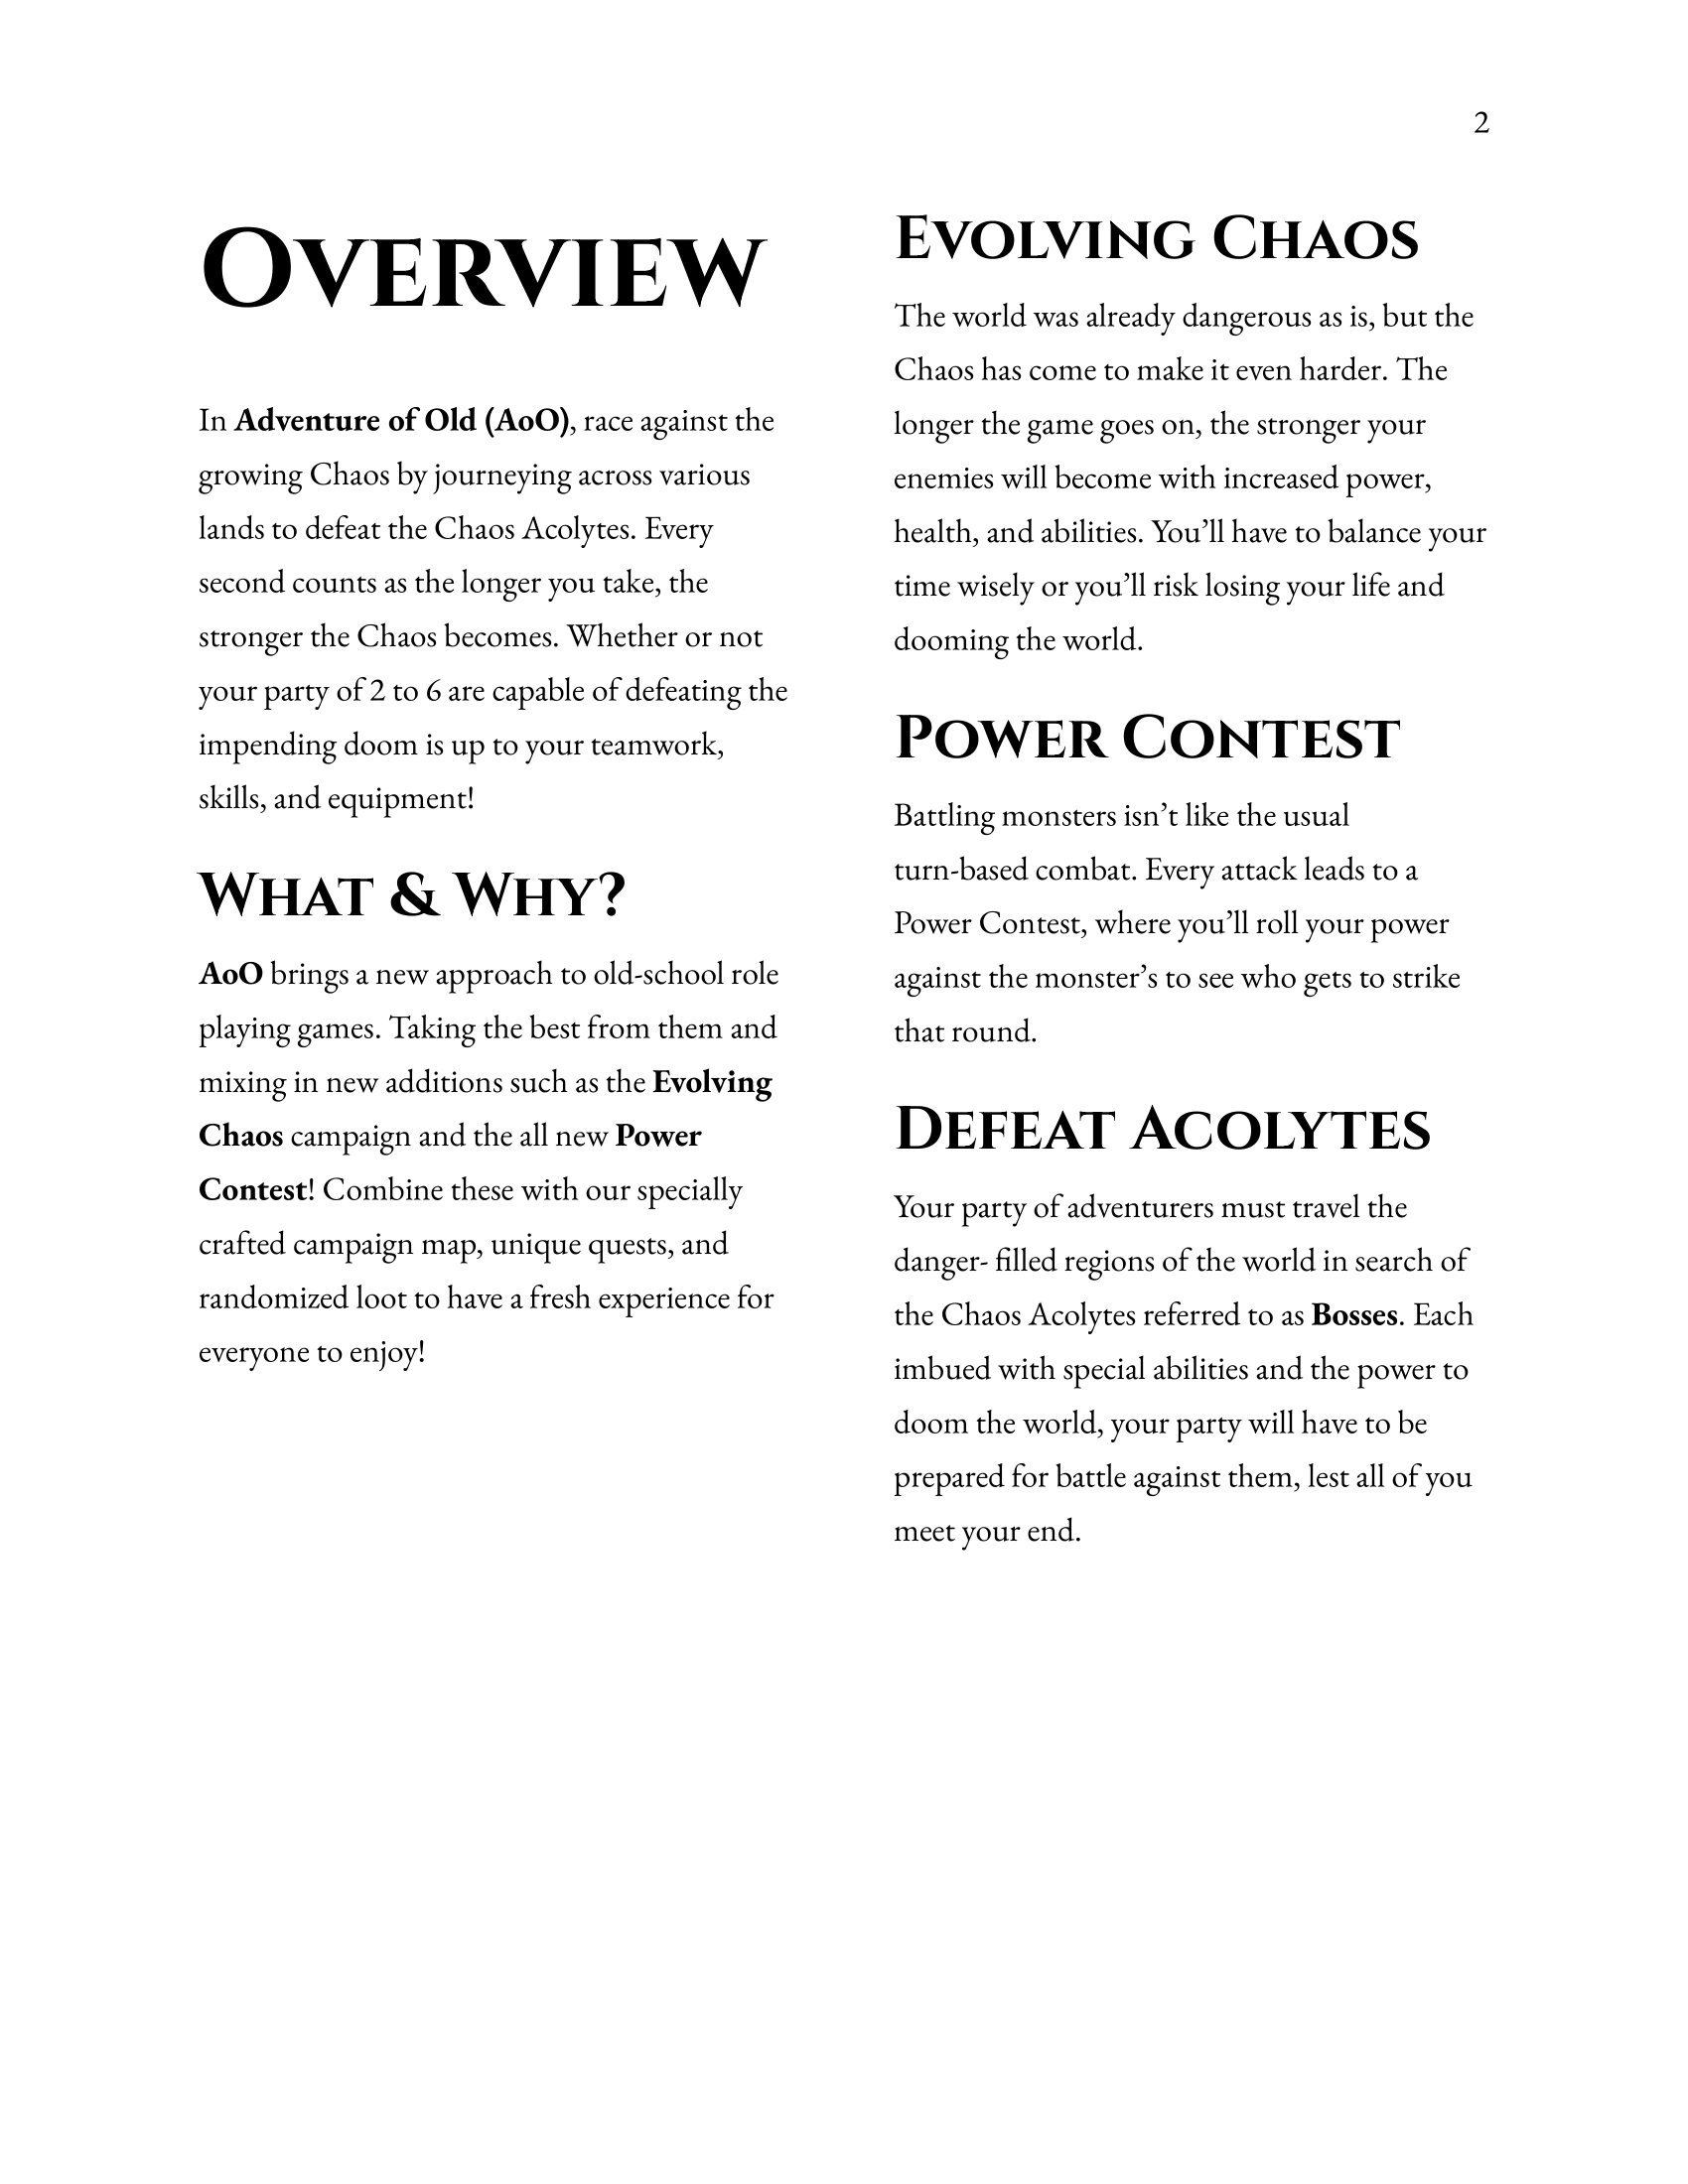 2
Overview
In Adventure of Old (AoO), race against the
growing Chaos by journeying across various
lands to defeat the Chaos Acolytes. Every
second counts as the longer you take, the
stronger the Chaos becomes. Whether or not
your party of 2 to 6 are capable of defeating the
impending doom is up to your teamwork,
skills, and equipment!
What & Why?
AoO brings a new approach to old-school role
playing games. Taking the best from them and
mixing in new additions such as the Evolving
Chaos campaign and the all new Power
Contest! Combine these with our specially
crafted campaign map, unique quests, and
randomized loot to have a fresh experience for
everyone to enjoy!
Evolving Chaos
The world was already dangerous as is, but the
Chaos has come to make it even harder. The
longer the game goes on, the stronger your
enemies will become with increased power,
health, and abilities. You’ll have to balance your
time wisely or you’ll risk losing your life and
dooming the world.
Power Contest
Battling monsters isn’t like the usual
turn-based combat. Every attack leads to a
Power Contest, where you’ll roll your power
against the monster’s to see who gets to strike
that round.
Defeat Acolytes
Your party of adventurers must travel the
danger- filled regions of the world in search of
the Chaos Acolytes referred to as Bosses. Each
imbued with special abilities and the power to
doom the world, your party will have to be
prepared for battle against them, lest all of you
meet your end.